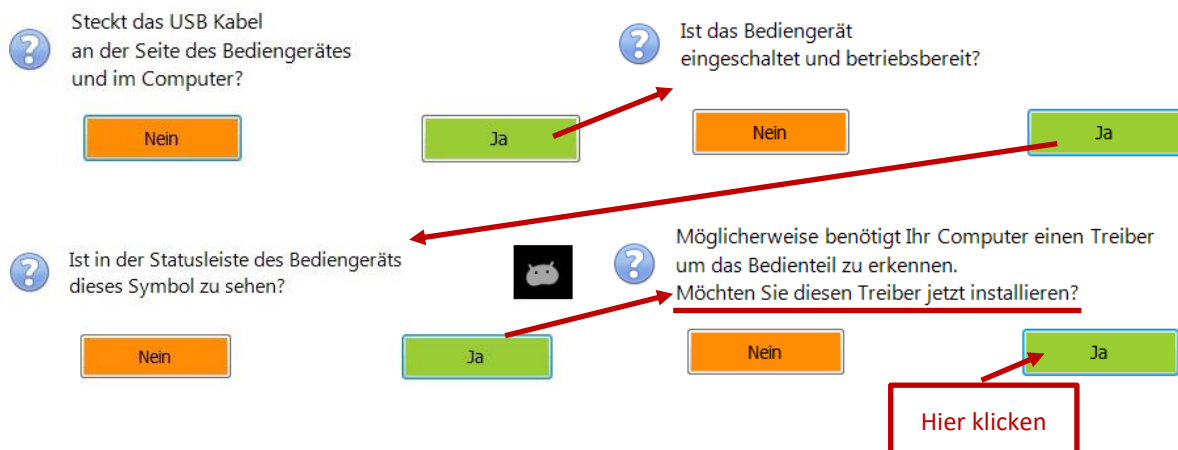 Steckt das USB Kabel
an der Seite des Bediengerätes
und im Computer?
Nein
Ja
Ist das Bediengerät
eingeschaltet und betriebsbereit?
Nein
Ja
Ist in der Statusleiste des Bediengeräts
dieses Symbol zu sehen?
Nein
Ja
Möglicherweise benötigt Ihr Computer einen Treiber
um das Bedienteil zu erkennen.
Möchten Sie diesen Treiber jetzt installieren?
Nein
Ja
Hier klicken